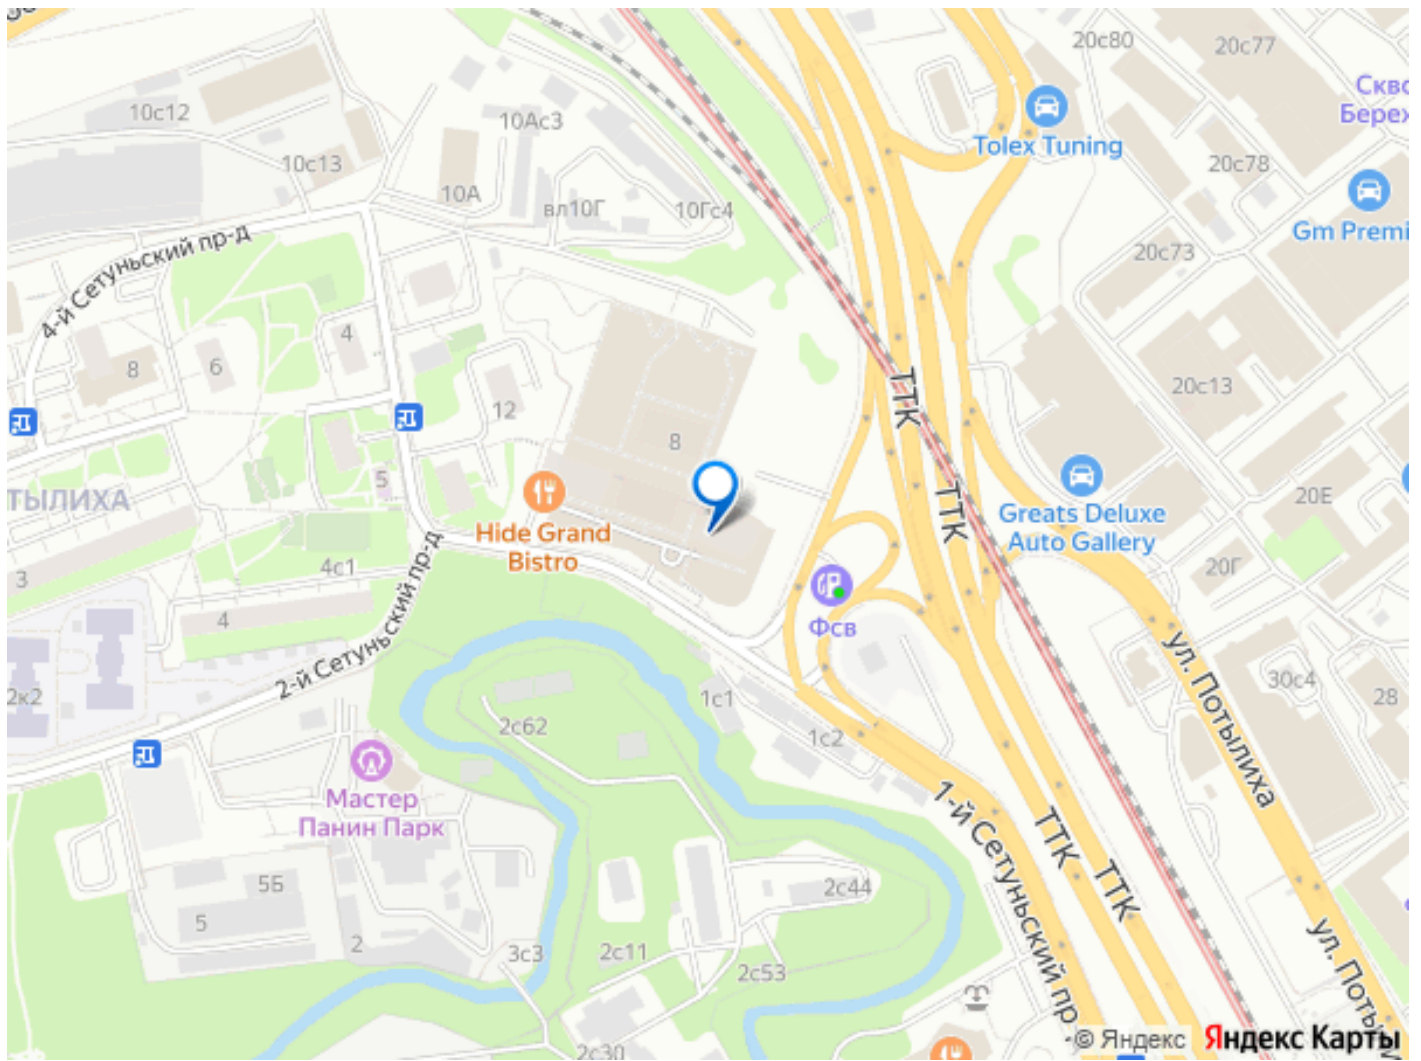 20с80
20с77
Скво
Береж
10с12
10Ас3
Tolex Tuning
10с13
20с78
10А
вл10Г
10Гс4
Gm Premi
4-й Сетуньский пр-д
20с73
4
8
6
ТТК
20с13
12
8
5
ТЫЛИХА
ТТК
20Е
Hide Grand
Bistro
Greats Deluxe
Auto Gallery
3
4с1
20Г
4
2-й Сетуньский пр-д
Фсв
ул. Потылиха
2к2
1с1
30с4
28
2с62
1с2
Мастер
Панин Парк
1-й Сетуньский пр
ТТК
ТТК
5Б
2с44
5
2
3с3
2с11
2с53
ул. Поты
2с30
© Яндекс Яндекс Карты